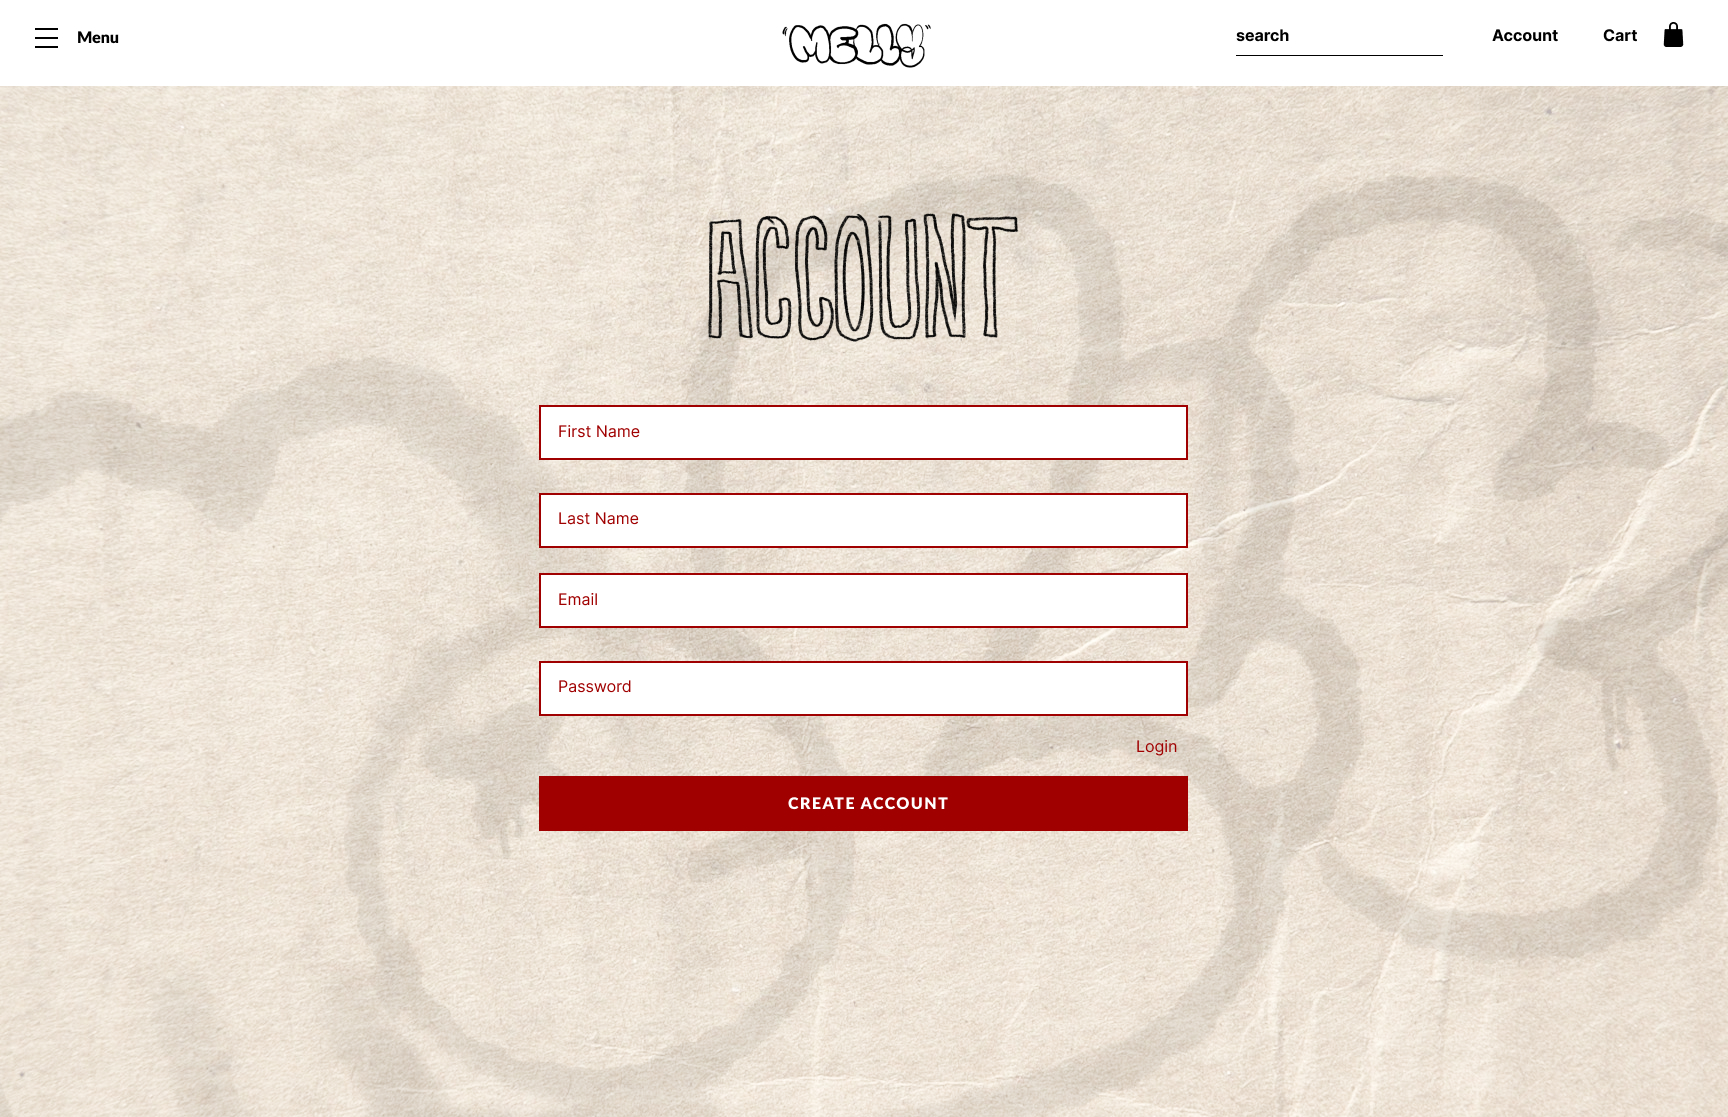 Menu
"MELLY"
search
Account
Cart
ACCOUNT
First Name
Last Name
Email
Password
Login
CREATE ACCOUNT